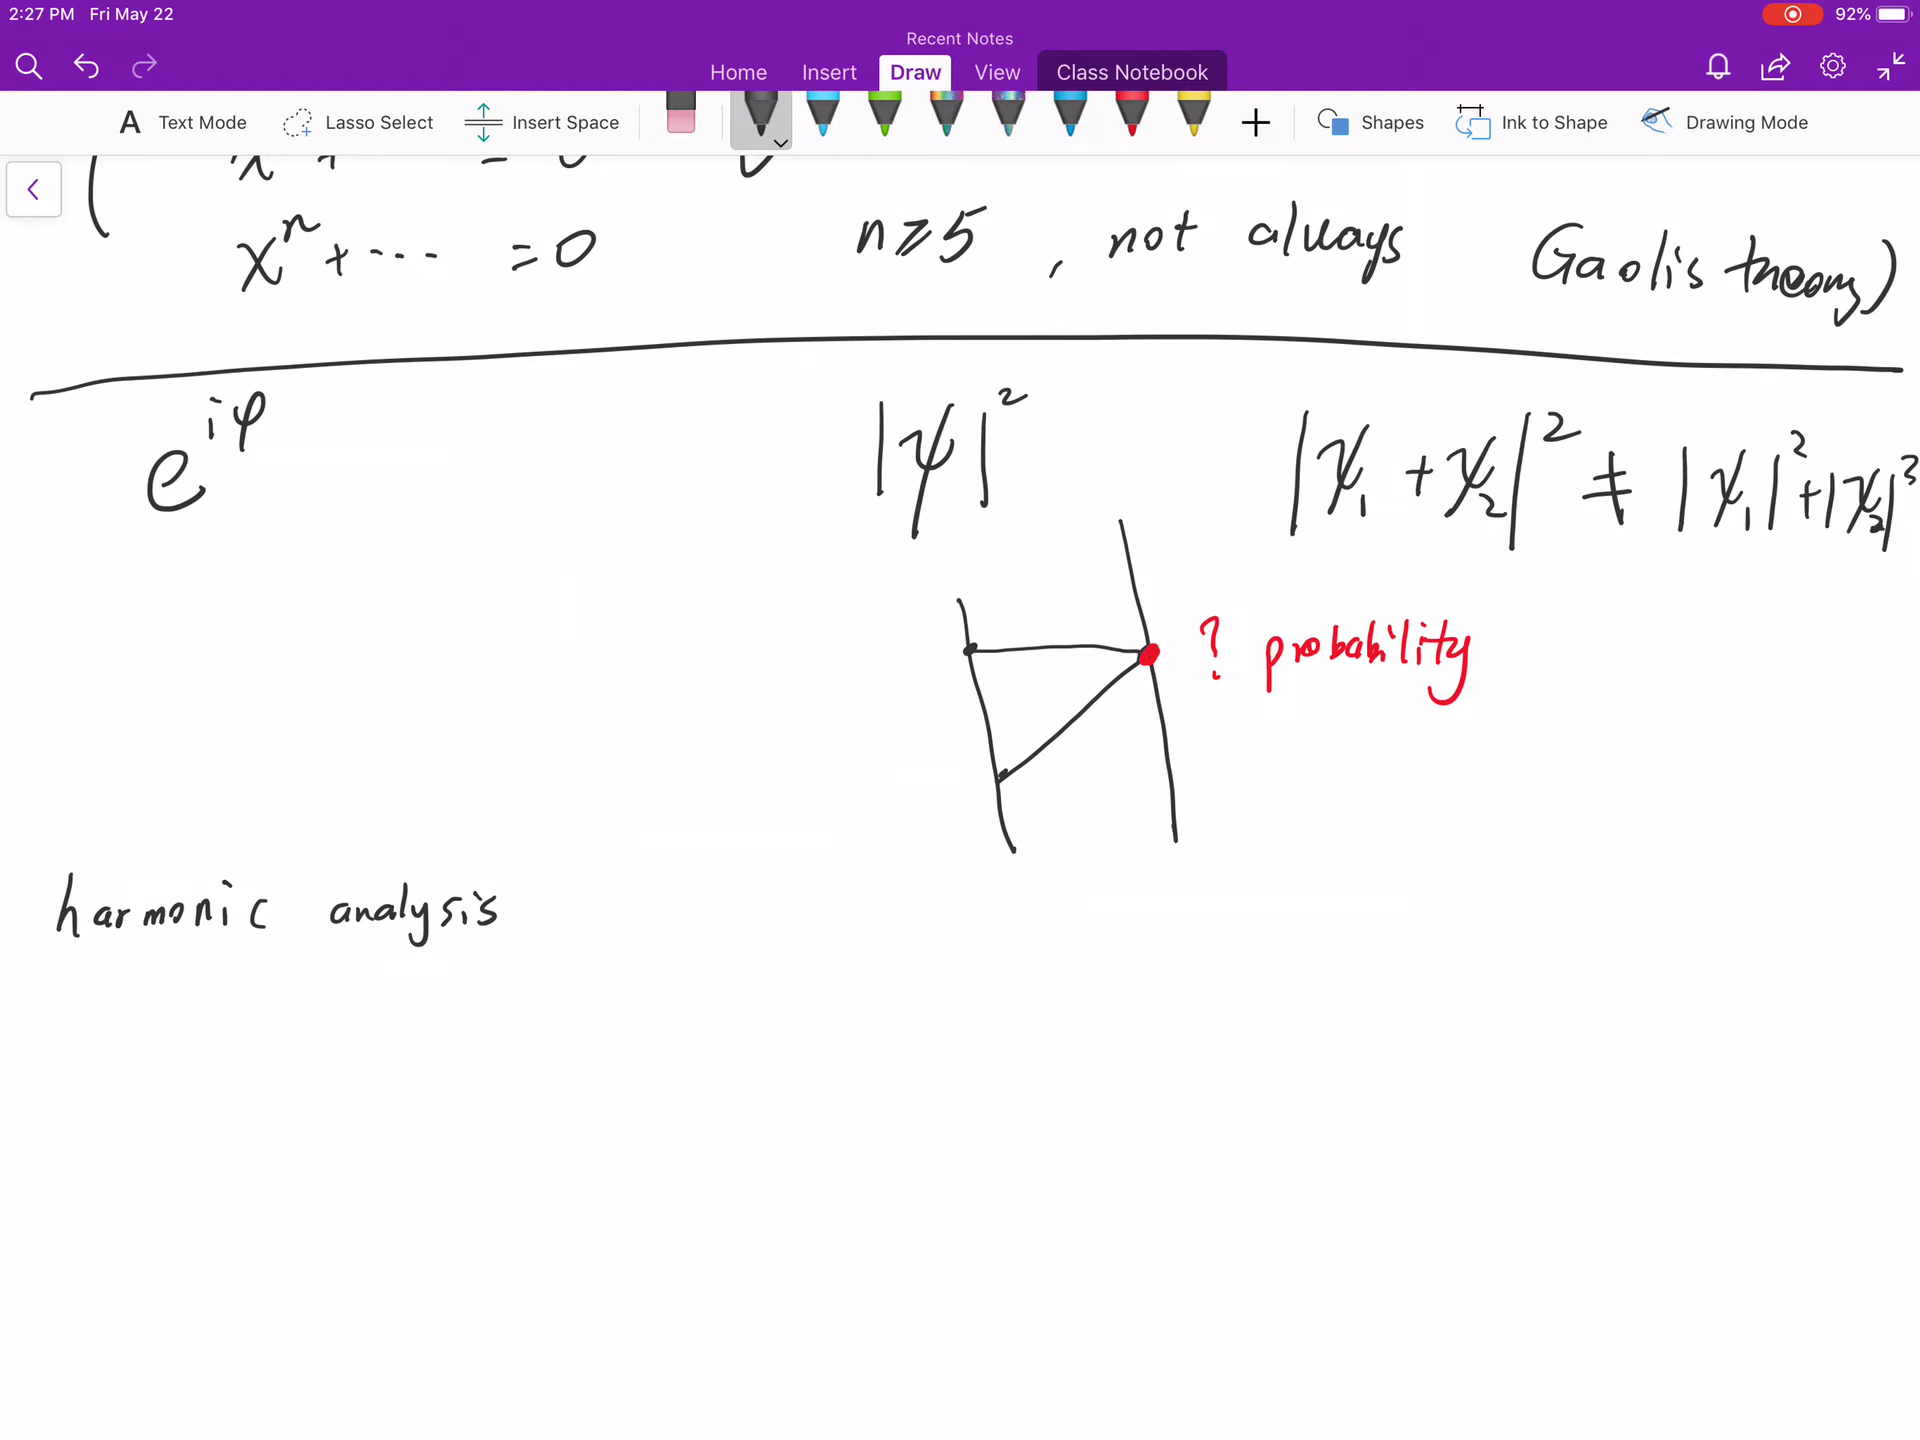 2:27 PM Fri May 22
92%
Recent Notes
Home Insert Draw View Class Notebook
A Text Mode Lasso Select Insert Space Shapes Ink to Shape Drawing Mode
xⁿ + ··· = 0 n ≥ 5 , not always Gaolis theory)
e^{iφ} |ψ|² |ψ₁ + ψ₂|² ≠ |ψ₁|² + |ψ₂|²
? probability
harmonic analysis